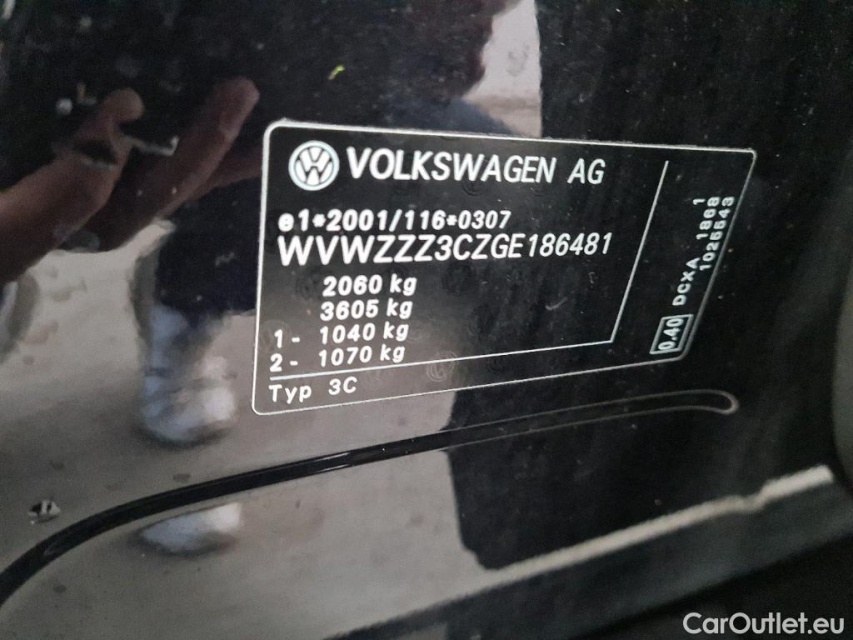 VOLKSWAGEN AG
e1*2001/116*0307
WVWZZZ3CZGE186481
2060 kg
3605 kg
1- 1040 kg
2- 1070 kg
Typ 3C
0.40 DCXA 1868 1
1025543
CarOutlet.eu